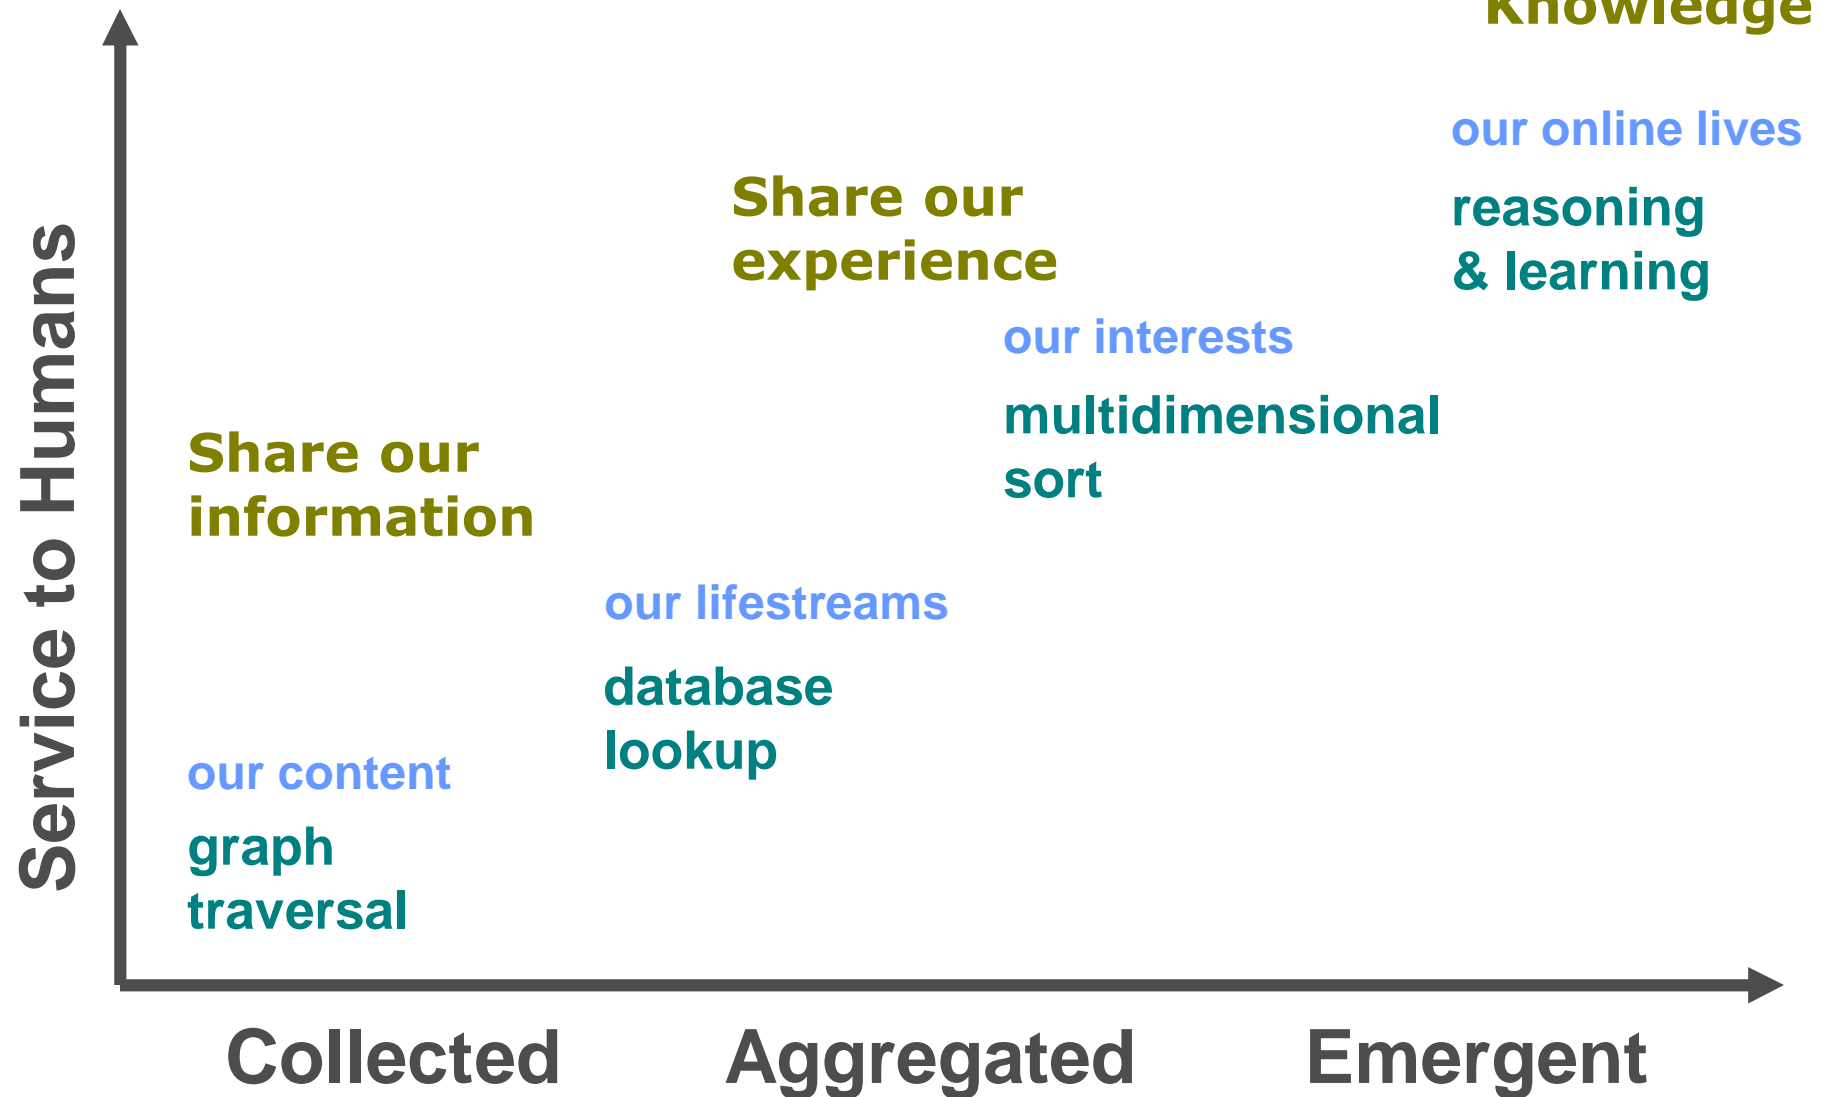 Knowledge
our online lives
reasoning
& learning
Share our
experience
our interests
multidimensional
sort
Share our
information
our lifestreams
database
lookup
our content
graph
traversal
Service to Humans
Collected
Aggregated
Emergent